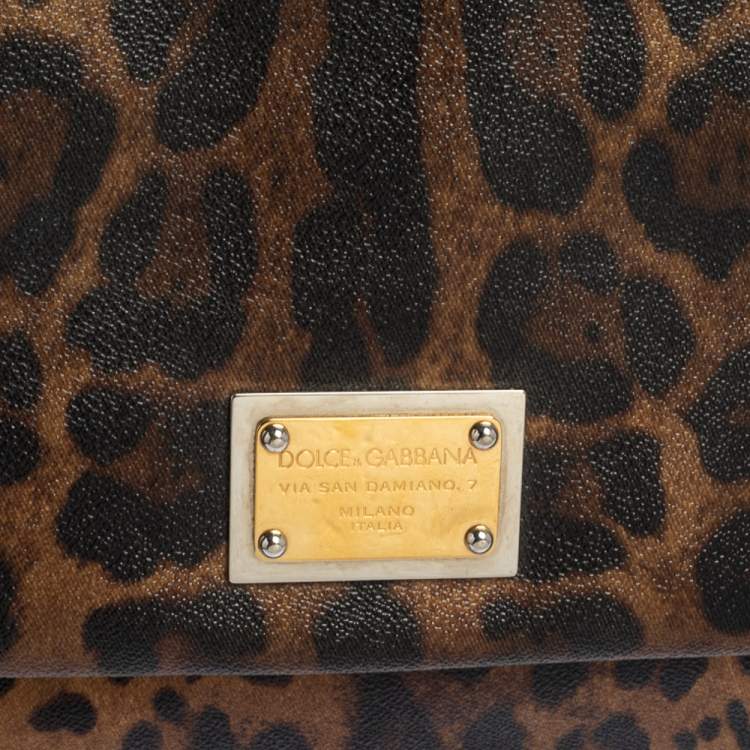 DOLCE & GABBANA
VIA SAN DAMIANO, 7
MILANO
ITALIA